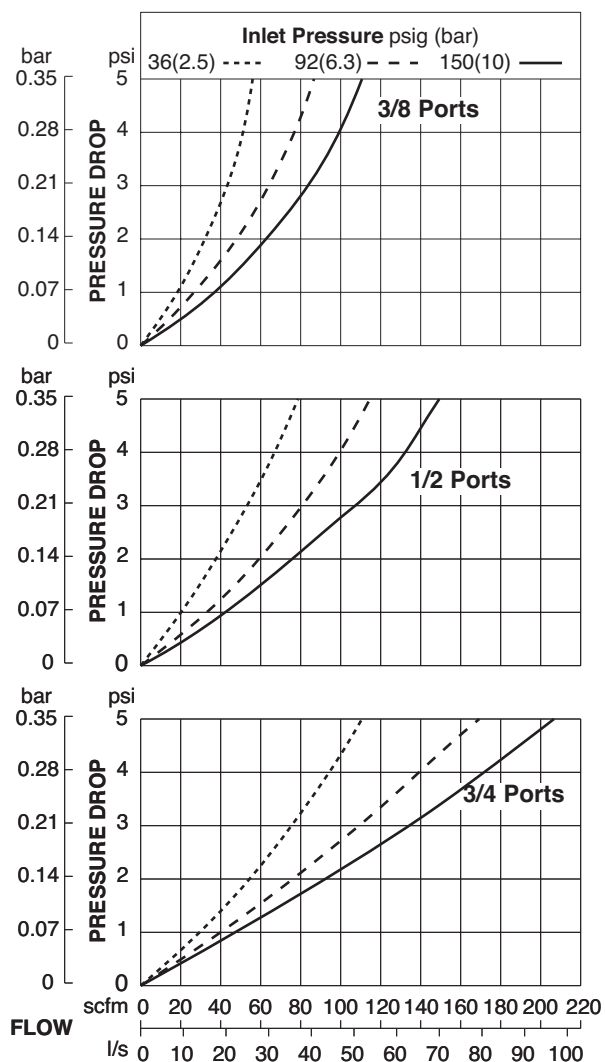 Inlet Pressure psig (bar)
bar psi 36(2.5) 92(6.3) 150(10)
0.35 5
3/8 Ports
0.28 4
0.21 3
0.14 2
0.07 1
0 0
PRESSURE DROP
bar psi
0.35 5
0.28 4
1/2 Ports
0.21 3
0.14 2
0.07 1
0 0
PRESSURE DROP
bar psi
0.35 5
0.28 4
3/4 Ports
0.21 3
0.14 2
0.07 1
0 0
PRESSURE DROP
scfm 0 20 40 60 80 100 120 140 160 180 200 220
FLOW
l/s 0 10 20 30 40 50 60 70 80 90 100